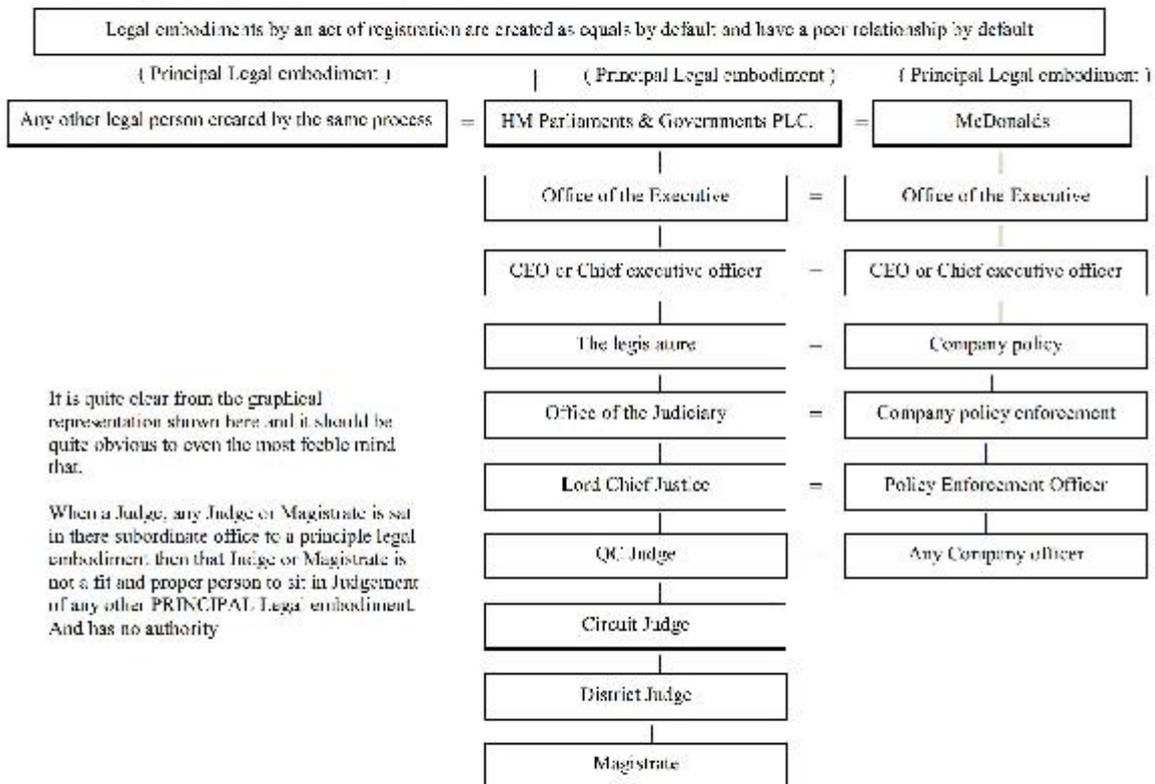 Legal embodiments by an act of registration are created as equals by default and have a peer relationship by default
( Principal Legal embodiment ) ( Principal Legal embodiment ) ( Principal Legal embodiment )
Any other legal person created by the same process = HM Parliaments & Governments PLC. = McDonalds
Office of the Executive = Office of the Executive
CEO or Chief executive officer = CEO or Chief executive officer
The legislature = Company policy
Office of the Judiciary = Company policy enforcement
Lord Chief Justice = Policy Enforcement Officer
QC Judge Any Company officer
Circuit Judge
District Judge
Magistrate
It is quite clear from the graphical
representation shown here and it should be
quite obvious to even the most feeble mind
that.
When a Judge, any Judge or Magistrate is sat
in there subordinate office to a principle legal
embodiment then that Judge or Magistrate is
not a fit and proper person to sit in Judgement
of any other PRINCIPAL Legal embodiment.
And has no authority